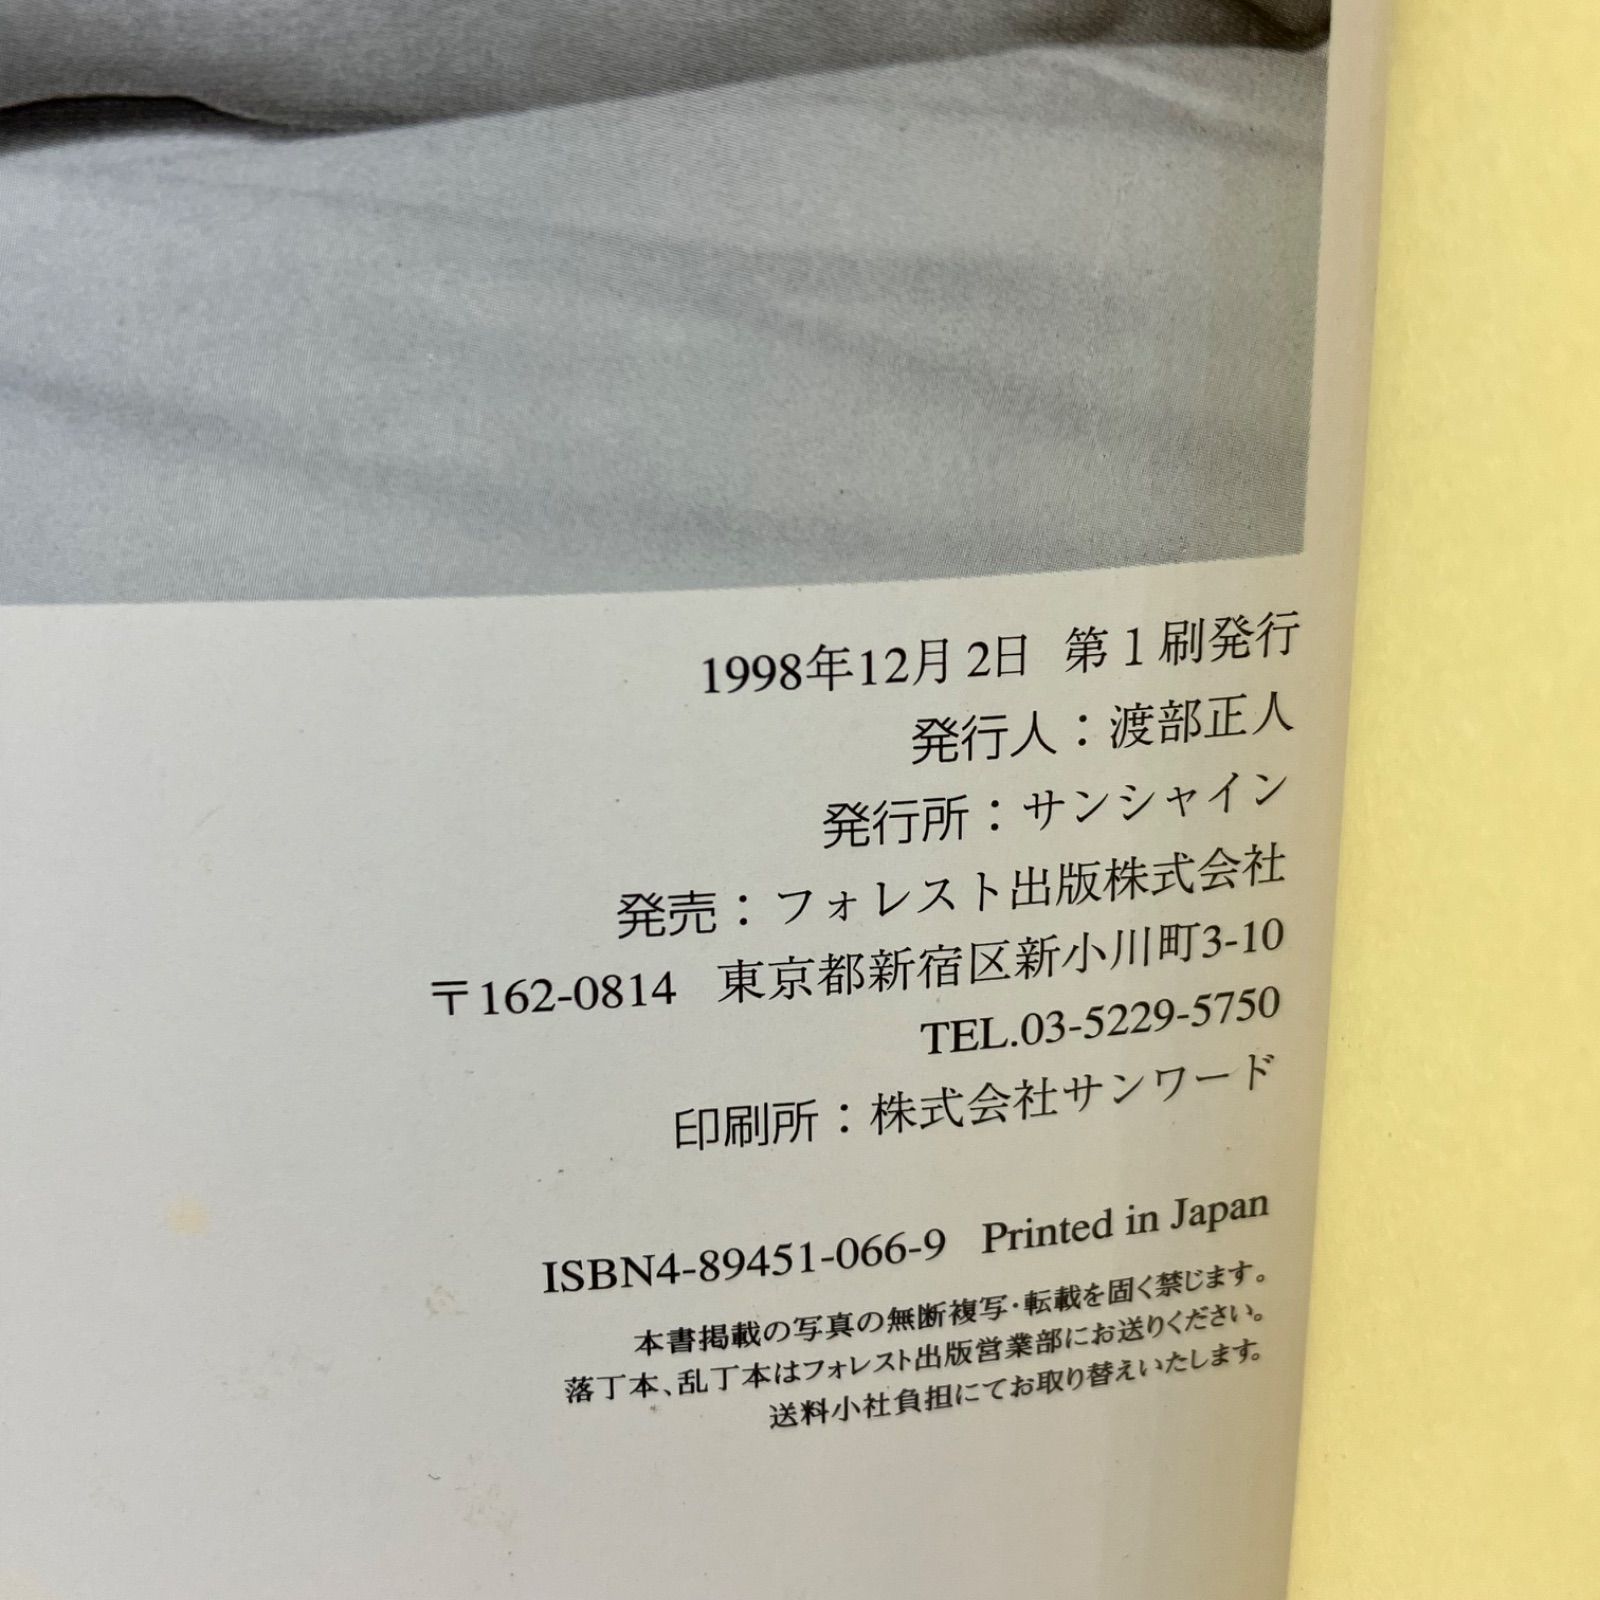 1998年12月2日 第1刷発行
発行人：渡部正人
発行所：サンシャイン
発売：フォレスト出版株式会社
〒162-0814 東京都新宿区新小川町3-10
TEL.03-5229-5750
印刷所：株式会社サンワード
ISBN4-89451-066-9 Printed in Japan
本書掲載の写真の無断複写・転載を固く禁じます。
落丁本、乱丁本はフォレスト出版営業部にお送りください。
送料小社負担にてお取り替えいたします。